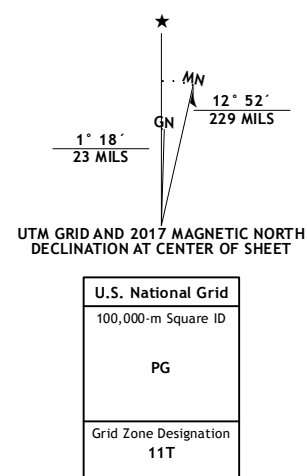 ★
MN
GN
12° 52´
229 MILS
1° 18´
23 MILS
UTM GRID AND 2017 MAGNETIC NORTH
DECLINATION AT CENTER OF SHEET
U.S. National Grid
100,000-m Square ID
PG
Grid Zone Designation
11T